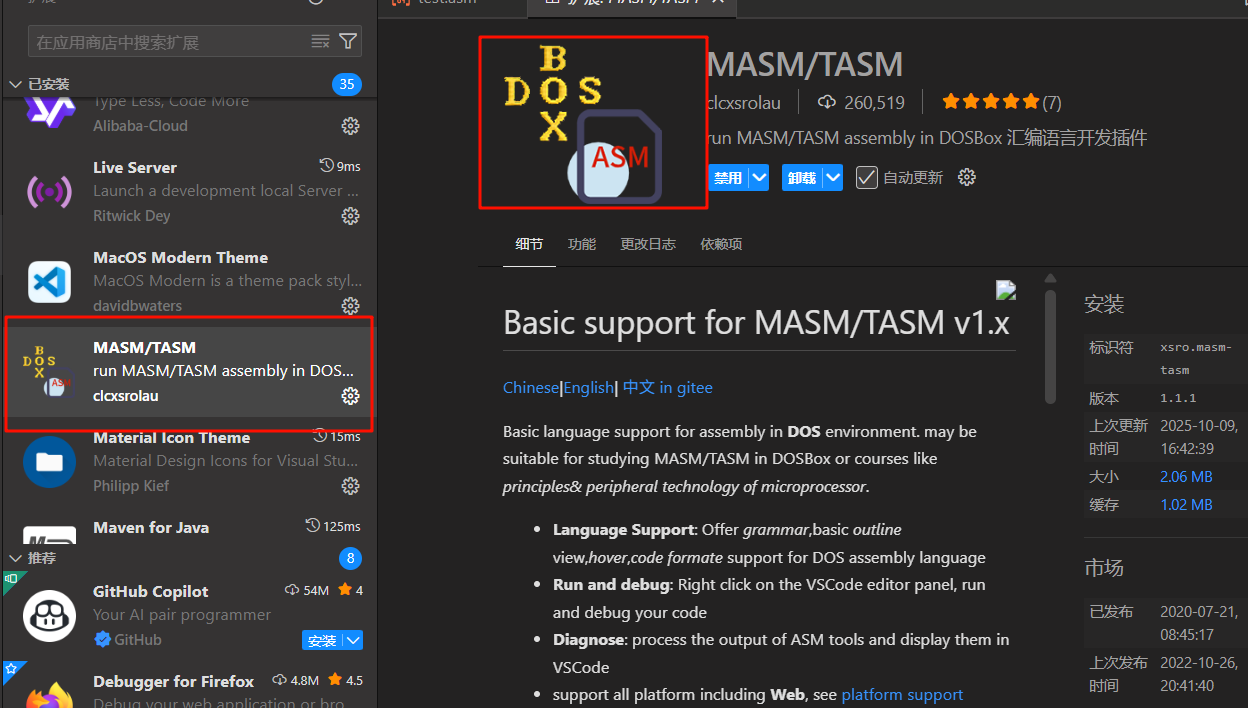 test.asm
扩展: MASM/TASM
在应用商店中搜索扩展
已安装
35
Type Less, Code More
Alibaba-Cloud
Live Server
9ms
Launch a development local Server ...
Ritwick Dey
MacOS Modern Theme
MacOS Modern is a theme pack styl...
davidbwaters
MASM/TASM
run MASM/TASM assembly in DOS...
clcxsrolau
Material Icon Theme
15ms
Material Design Icons for Visual Stu...
Philipp Kief
Maven for Java
125ms
推荐
8
GitHub Copilot
54M
4
Your AI pair programmer
GitHub
安装
Debugger for Firefox
4.8M
4.5
Debug your web application or bro...
B
DOS
X
ASM
MASM/TASM
clcxsrolau
260,519
(7)
run MASM/TASM assembly in DOSBox 汇编语言开发插件
禁用
卸载
自动更新
细节
功能
更改日志
依赖项
Basic support for MASM/TASM v1.x
Chinese|English| 中文 in gitee
Basic language support for assembly in DOS environment. may be
suitable for studying MASM/TASM in DOSBox or courses like
principles& peripheral technology of microprocessor.
• Language Support: Offer grammar,basic outline
view,hover,code formate support for DOS assembly language
• Run and debug: Right click on the VSCode editor panel, run
and debug your code
• Diagnose: process the output of ASM tools and display them in
VSCode
• support all platform including Web, see platform support
安装
标识符
xsro.masm-
tasm
版本
1.1.1
上次更新
时间
2025-10-09,
16:42:39
大小
2.06 MB
缓存
1.02 MB
市场
已发布
2020-07-21,
08:45:17
上次发布
时间
2022-10-26,
20:41:40